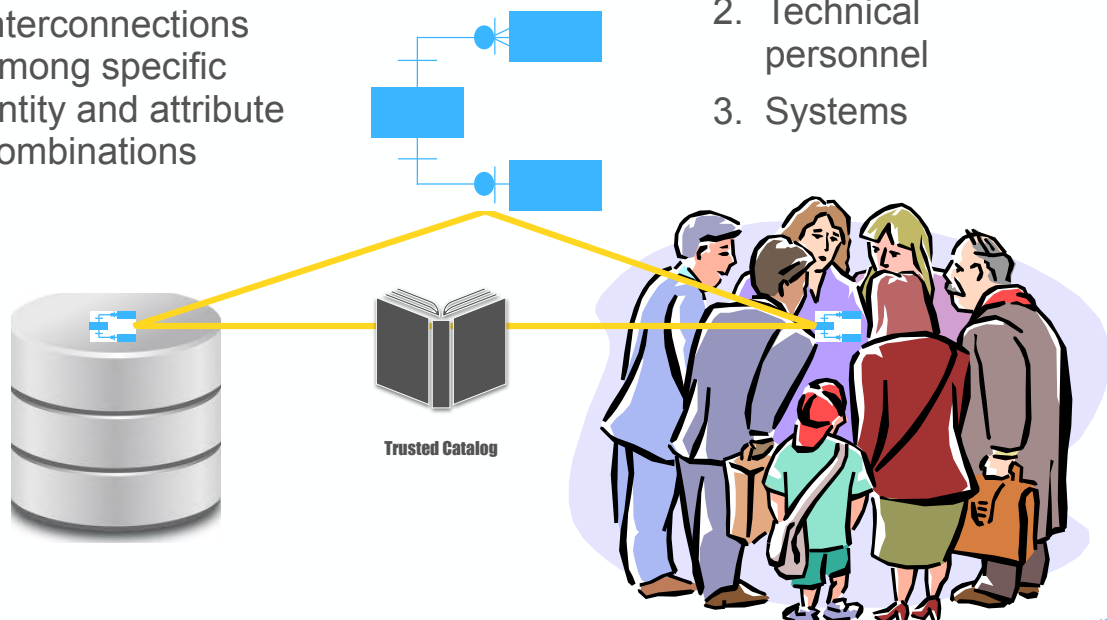 nterconnections
mong specific
ntity and attribute
ombinations
2. Technical
personnel
3. Systems
Trusted Catalog